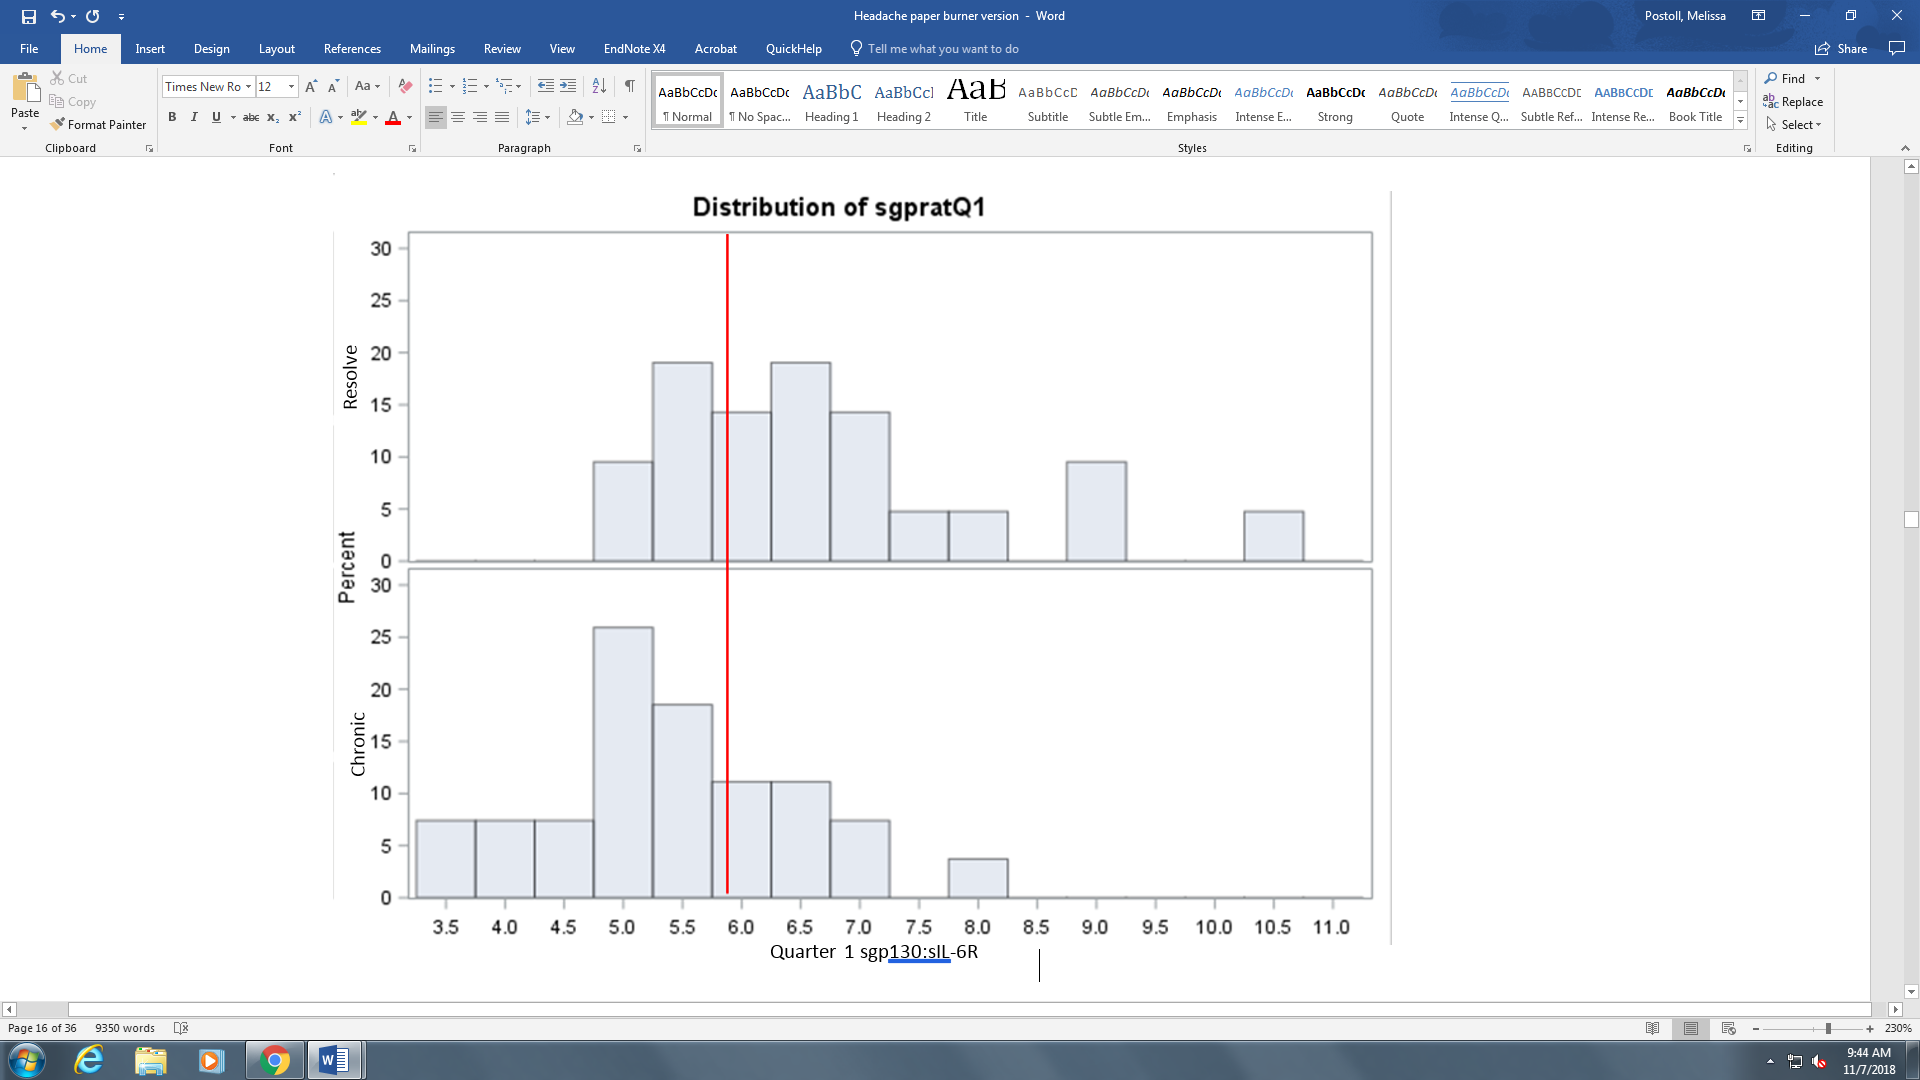 Headache paper burner version - Word
Postoll, Melissa
File Home Insert Design Layout References Mailings Review View EndNote X4 Acrobat QuickHelp Tell me what you want to do Share
Paste
Cut
Copy
Format Painter
Clipboard
Times New Ro 12
B I U abc x₂ x²
Font
Paragraph
AaBbCcDc AaBbCcDc AaBbC AaBbCcI AaB AaBbCcD AaBbCcDc AaBbCcDc AaBbCcDc AaBbCcDc AaBbCcDc AaBbCcDc AABBCCDE AABBCCDE AaBbCcDc
¶ Normal ¶ No Spac... Heading 1 Heading 2 Title Subtitle Subtle Em... Emphasis Intense E... Strong Quote Intense Q... Subtle Ref... Intense Re... Book Title
Styles
Find
Replace
Select
Editing
Distribution of sgpratQ1
30
25
20
15
10
5
0
Resolve
Percent
30
25
20
15
10
5
0
Chronic
3.5 4.0 4.5 5.0 5.5 6.0 6.5 7.0 7.5 8.0 8.5 9.0 9.5 10.0 10.5 11.0
Quarter 1 sgp130:sIL-6R
Page 16 of 36 9350 words
230%
9:44 AM
11/7/2018